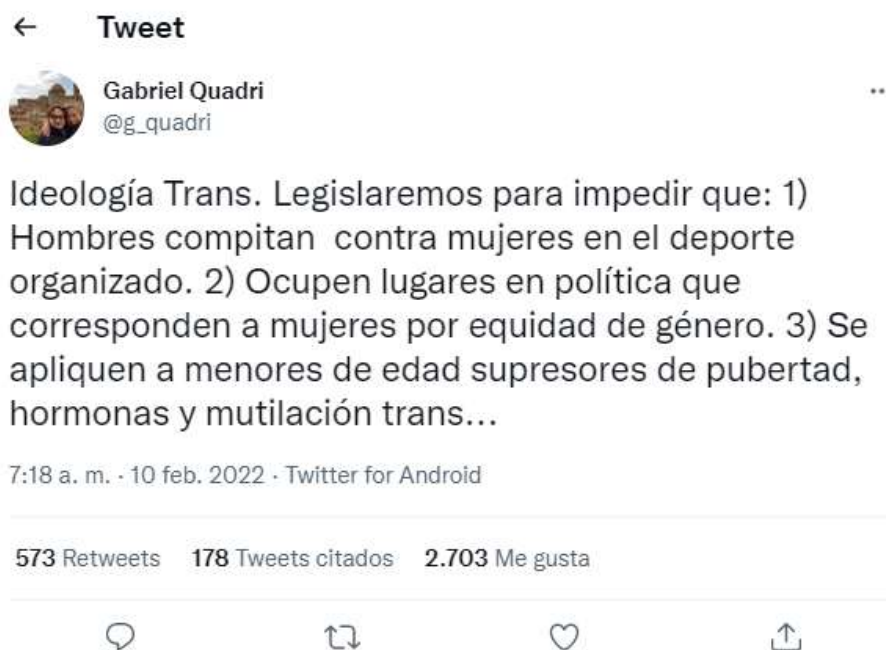 Tweet
Gabriel Quadri
@g_quadri
Ideología Trans. Legislaremos para impedir que: 1)
Hombres compitan  contra mujeres en el deporte
organizado. 2) Ocupen lugares en política que
corresponden a mujeres por equidad de género. 3) Se
apliquen a menores de edad supresores de pubertad,
hormonas y mutilación trans...
7:18 a. m. · 10 feb. 2022 · Twitter for Android
573 Retweets 178 Tweets citados 2.703 Me gusta